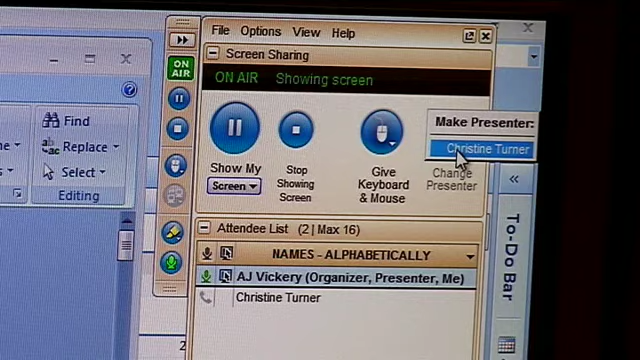 File Options View Help
Screen Sharing
ON AIR
ON AIR Showing screen
Make Presenter:
Christine Turner
Find
Replace
Select
Editing
Show My
Screen
Stop
Showing
Screen
Give
Keyboard
& Mouse
Change
Presenter
Attendee List (2 | Max 16)
NAMES - ALPHABETICALLY
AJ Vickery (Organizer, Presenter, Me)
Christine Turner
To-Do Bar
2